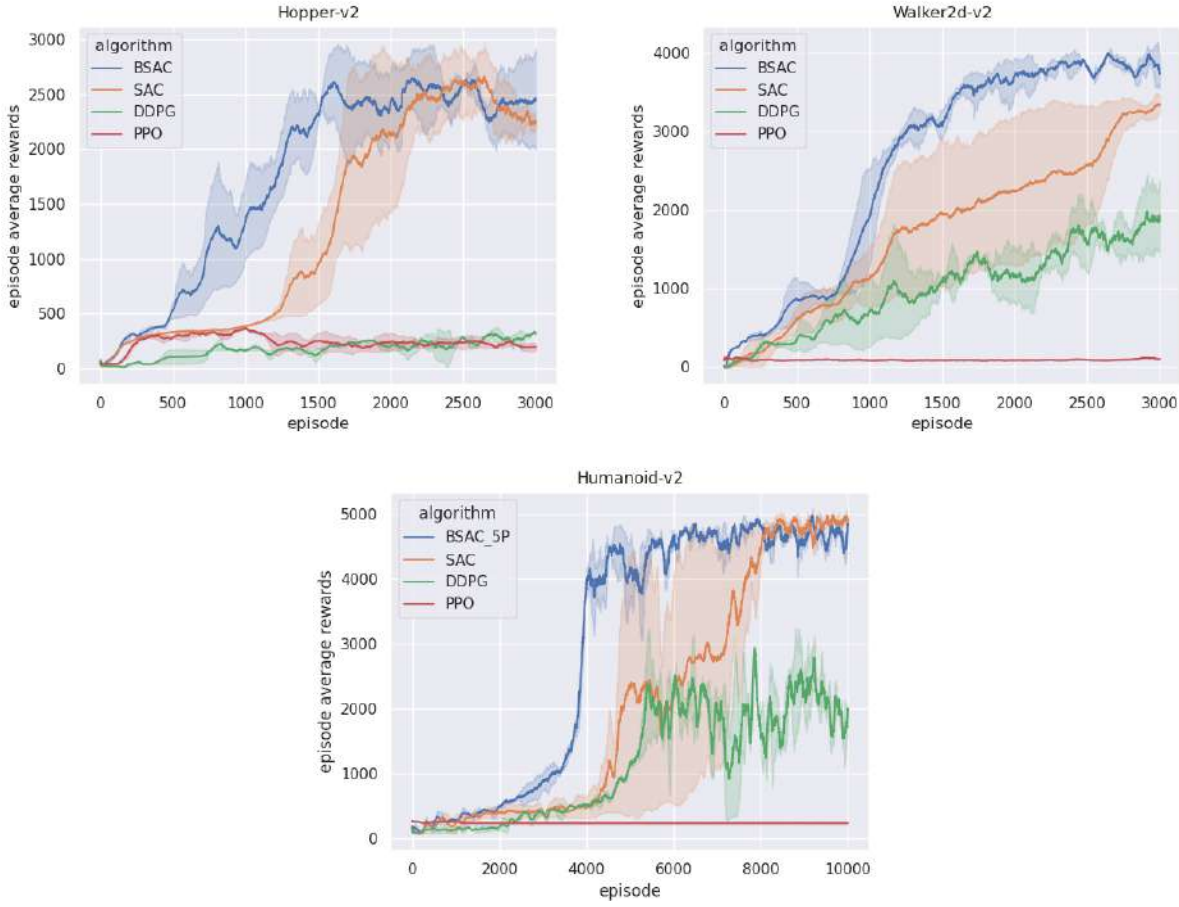 Hopper-v2
algorithm
BSAC
SAC
DDPG
PPO
3000
2500
2000
1500
1000
500
0
episode average rewards
0 500 1000 1500 2000 2500 3000
episode
Walker2d-v2
algorithm
BSAC
SAC
DDPG
PPO
4000
3000
2000
1000
0
episode average rewards
0 500 1000 1500 2000 2500 3000
episode
Humanoid-v2
algorithm
BSAC_5P
SAC
DDPG
PPO
5000
4000
3000
2000
1000
0
episode average rewards
0 2000 4000 6000 8000 10000
episode